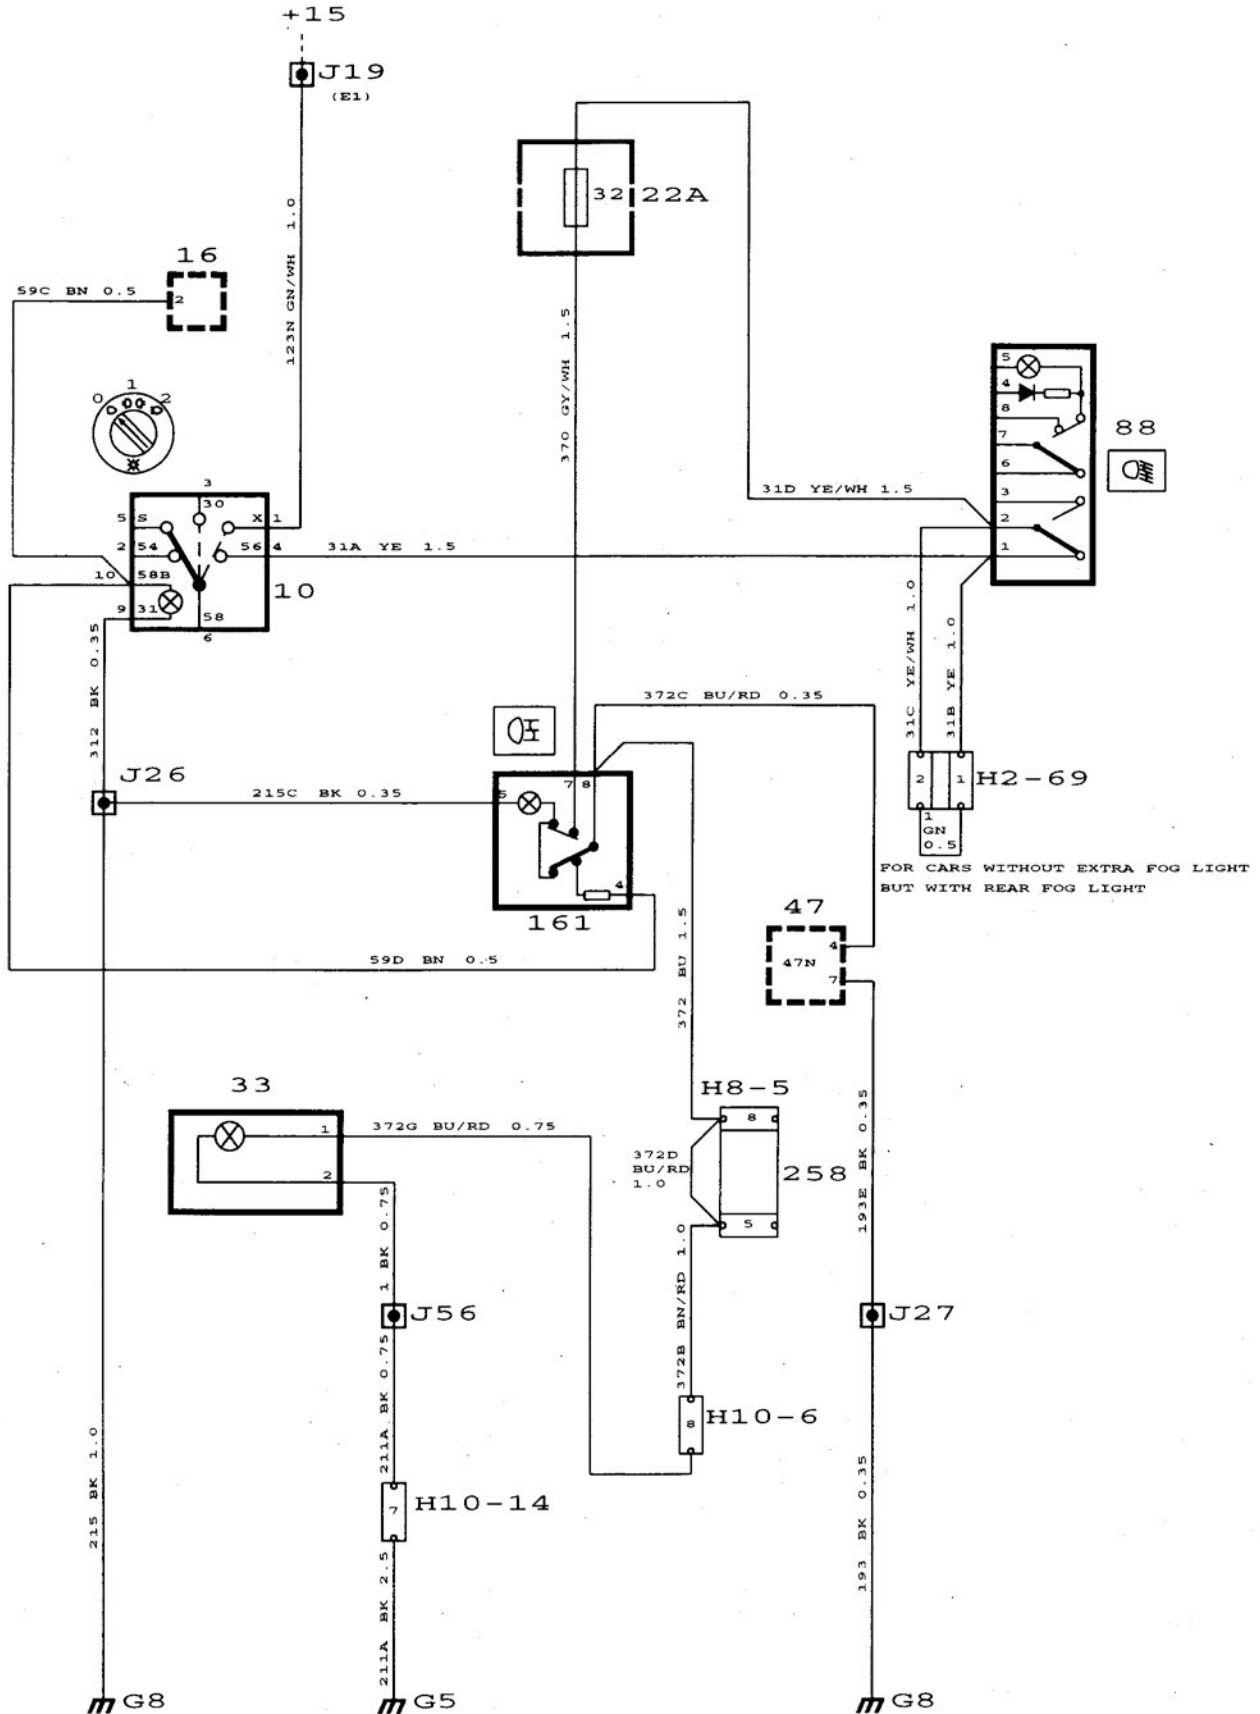 +15
J19
(E1)
123N GN/WH 1.0
32
22A
16
2
59C BN 0.5
370 GY/WH 1.5
0 1 2
5
4
8
7
6
3
2
1
88
31D YE/WH 1.5
3
30
5 S X 1
2 54 56 4
10 58B
9 31 58
6
10
31A YE 1.5
312 BK 0.35
31C YE/WH 1.0
31B YE 1.0
372C BU/RD 0.35
J26
215C BK 0.35
5
7 8
4
161
2 1
H2-69
1
GN
0.5
FOR CARS WITHOUT EXTRA FOG LIGHT
BUT WITH REAR FOG LIGHT
47
4
47N
7
59D BN 0.5
372 BU 1.5
33
1
2
372G BU/RD 0.75
H8-5
8
372D
BU/RD
1.0
258
5
193E BK 0.35
1 BK 0.75
J56
372B BN/RD 1.0
J27
211A BK 0.75
8
H10-6
7
H10-14
215 BK 1.0
211A BK 2.5
193 BK 0.35
G8
G5
G8